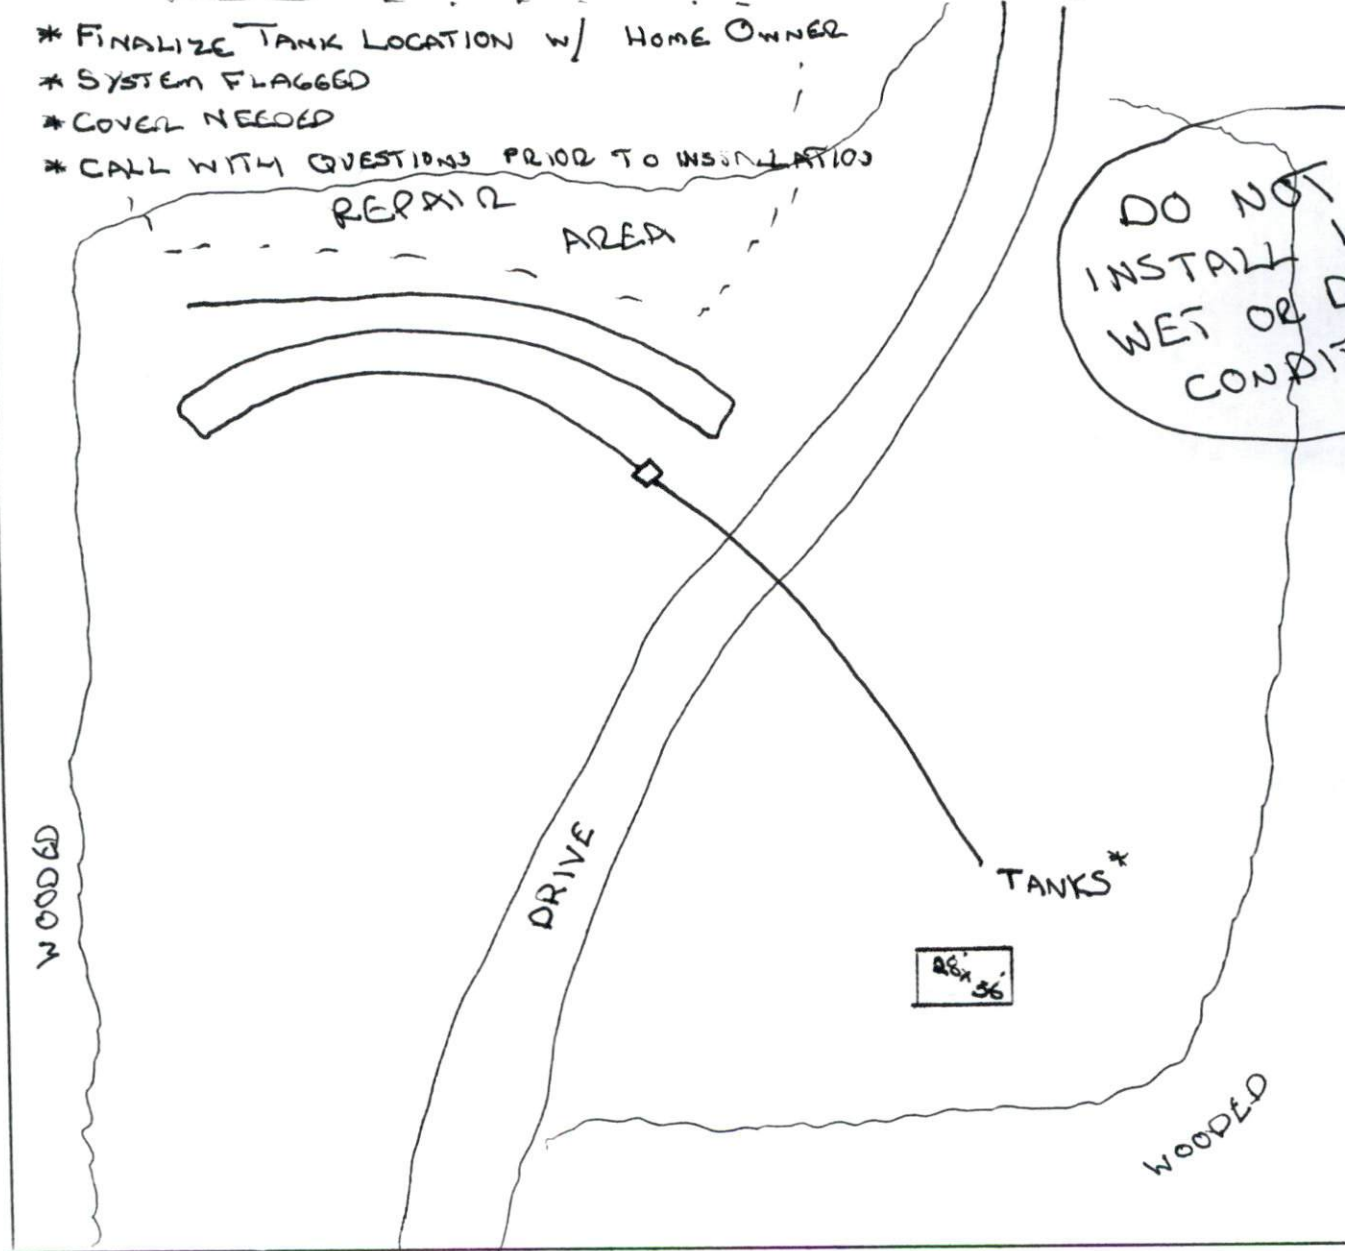 * FINALIZE TANK LOCATION W/ HOME OWNER
* SYSTEM FLAGGED
* COVER NEEDED
* CALL WITH QUESTIONS PRIOR TO INSTALLATION
REPAIR
AREA
DO NOT
INSTALL
WET OR
CONDIT
WOODED
DRIVE
TANKS*
28' x
36'
WOODED